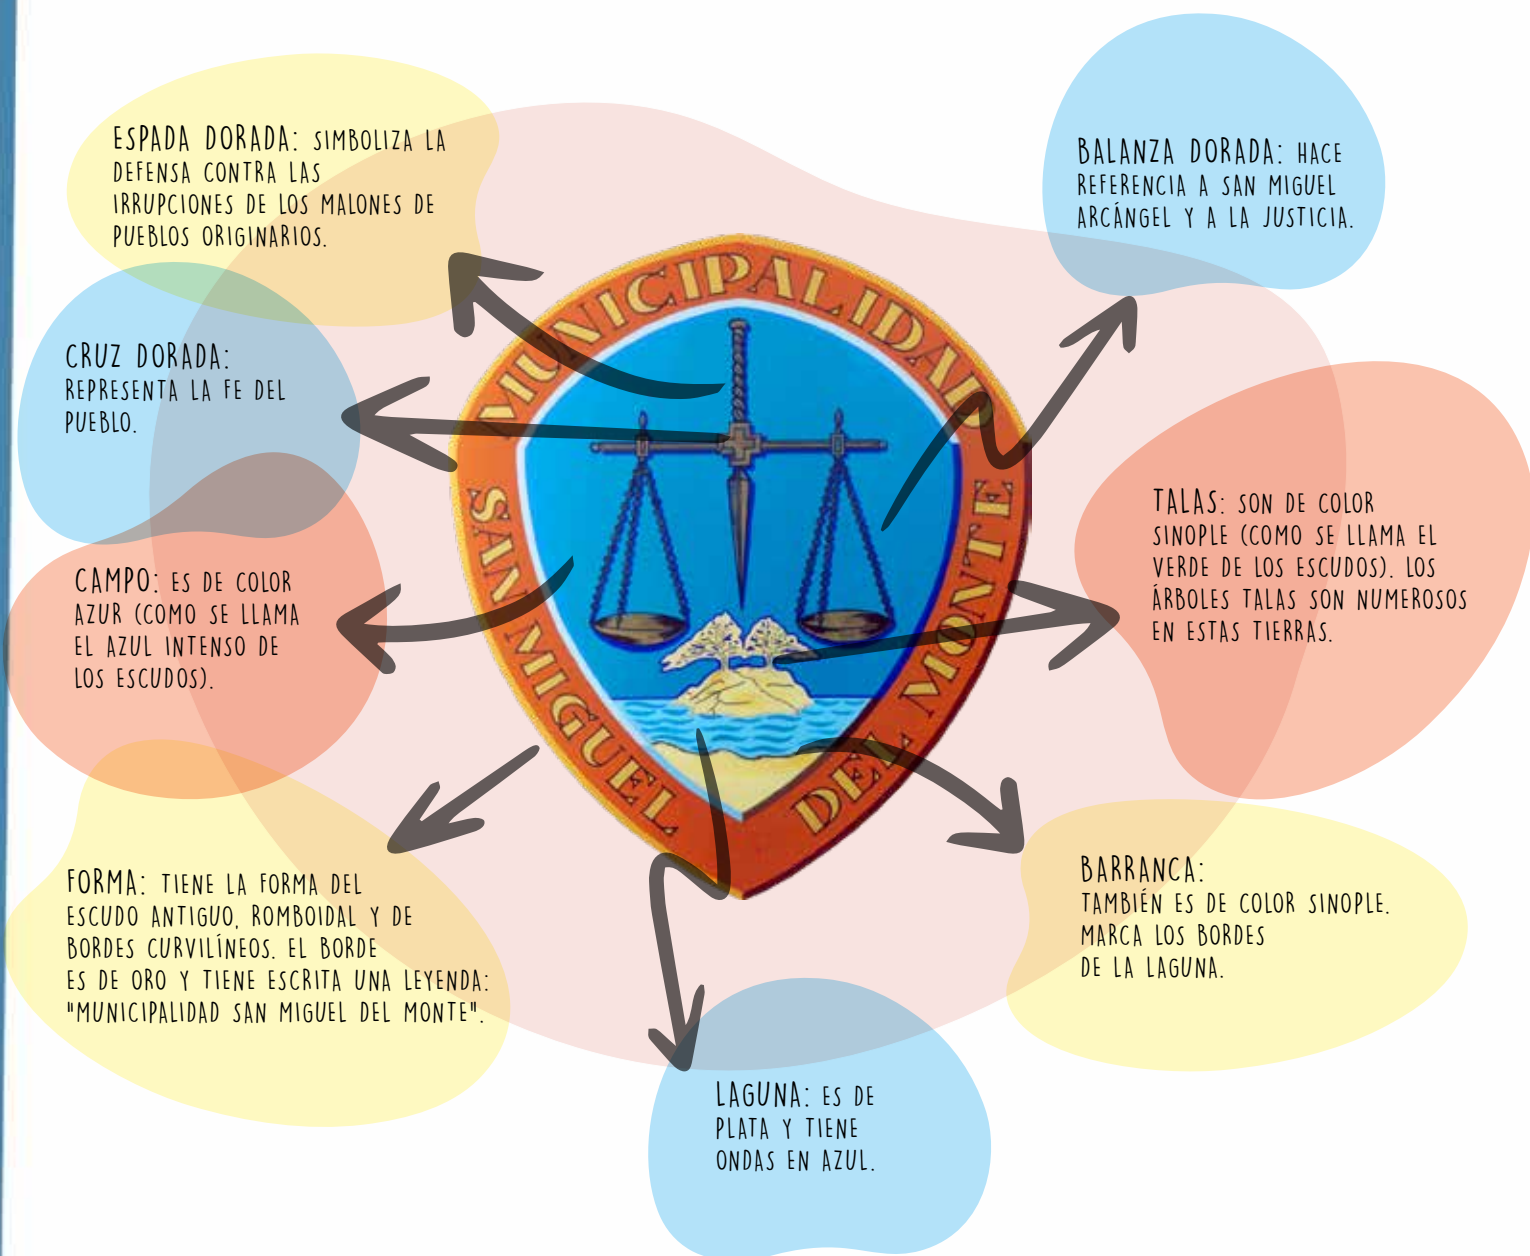 ESPADA DORADA: SIMBOLIZA LA
DEFENSA CONTRA LAS
IRRUPCIONES DE LOS MALONES DE
PUEBLOS ORIGINARIOS.
BALANZA DORADA: HACE
REFERENCIA A SAN MIGUEL
ARCÁNGEL Y A LA JUSTICIA.
CRUZ DORADA:
REPRESENTA LA FE DEL
PUEBLO.
MUNICIPALIDAD
SAN MIGUEL
DEL MONTE
TALAS: SON DE COLOR
SINOPLE (COMO SE LLAMA EL
VERDE DE LOS ESCUDOS). LOS
ÁRBOLES TALAS SON NUMEROSOS
EN ESTAS TIERRAS.
CAMPO: ES DE COLOR
AZUR (COMO SE LLAMA
EL AZUL INTENSO DE
LOS ESCUDOS).
FORMA: TIENE LA FORMA DEL
ESCUDO ANTIGUO, ROMBOIDAL Y DE
BORDES CURVILÍNEOS. EL BORDE
ES DE ORO Y TIENE ESCRITA UNA LEYENDA:
"MUNICIPALIDAD SAN MIGUEL DEL MONTE".
BARRANCA:
TAMBIÉN ES DE COLOR SINOPLE.
MARCA LOS BORDES
DE LA LAGUNA.
LAGUNA: ES DE
PLATA Y TIENE
ONDAS EN AZUL.